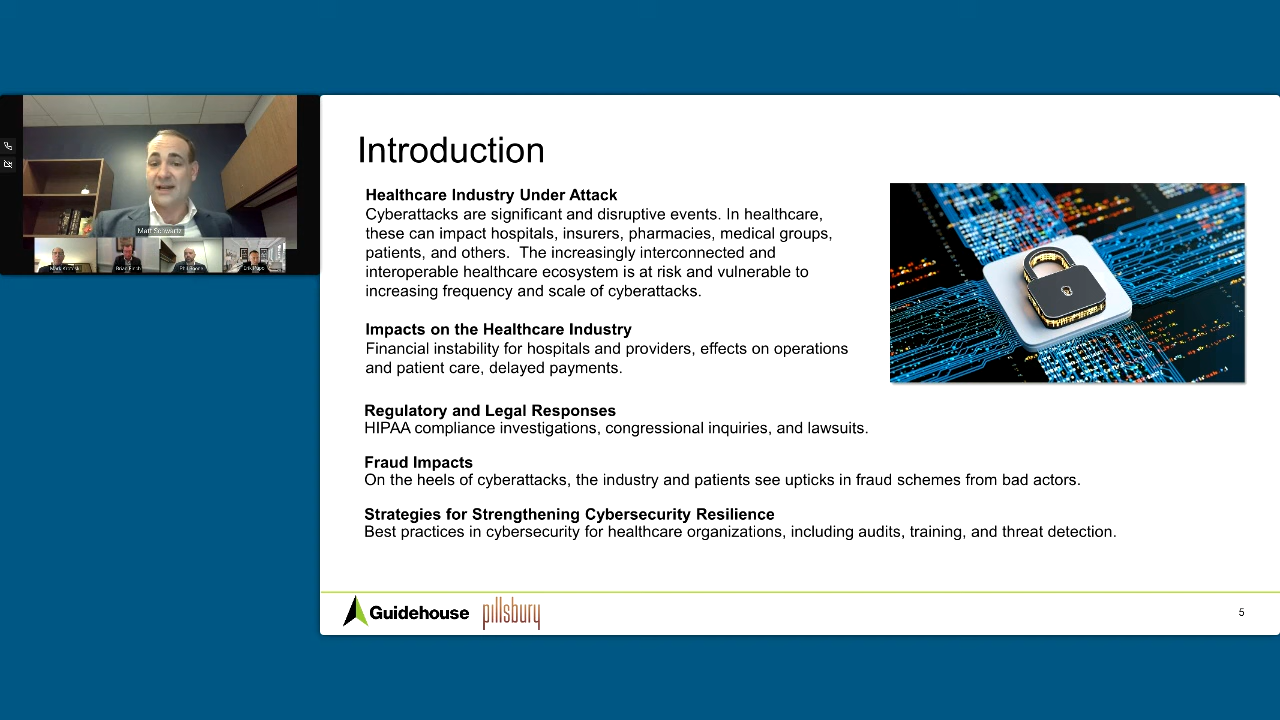 Matt Schwartz
Introduction
Healthcare Industry Under Attack
Cyberattacks are significant and disruptive events. In healthcare,
these can impact hospitals, insurers, pharmacies, medical groups,
patients, and others.  The increasingly interconnected and
interoperable healthcare ecosystem is at risk and vulnerable to
increasing frequency and scale of cyberattacks.
Impacts on the Healthcare Industry
Financial instability for hospitals and providers, effects on operations
and patient care, delayed payments.
Regulatory and Legal Responses
HIPAA compliance investigations, congressional inquiries, and lawsuits.
Fraud Impacts
On the heels of cyberattacks, the industry and patients see upticks in fraud schemes from bad actors.
Strategies for Strengthening Cybersecurity Resilience
Best practices in cybersecurity for healthcare organizations, including audits, training, and threat detection.
Guidehouse pillsbury
5